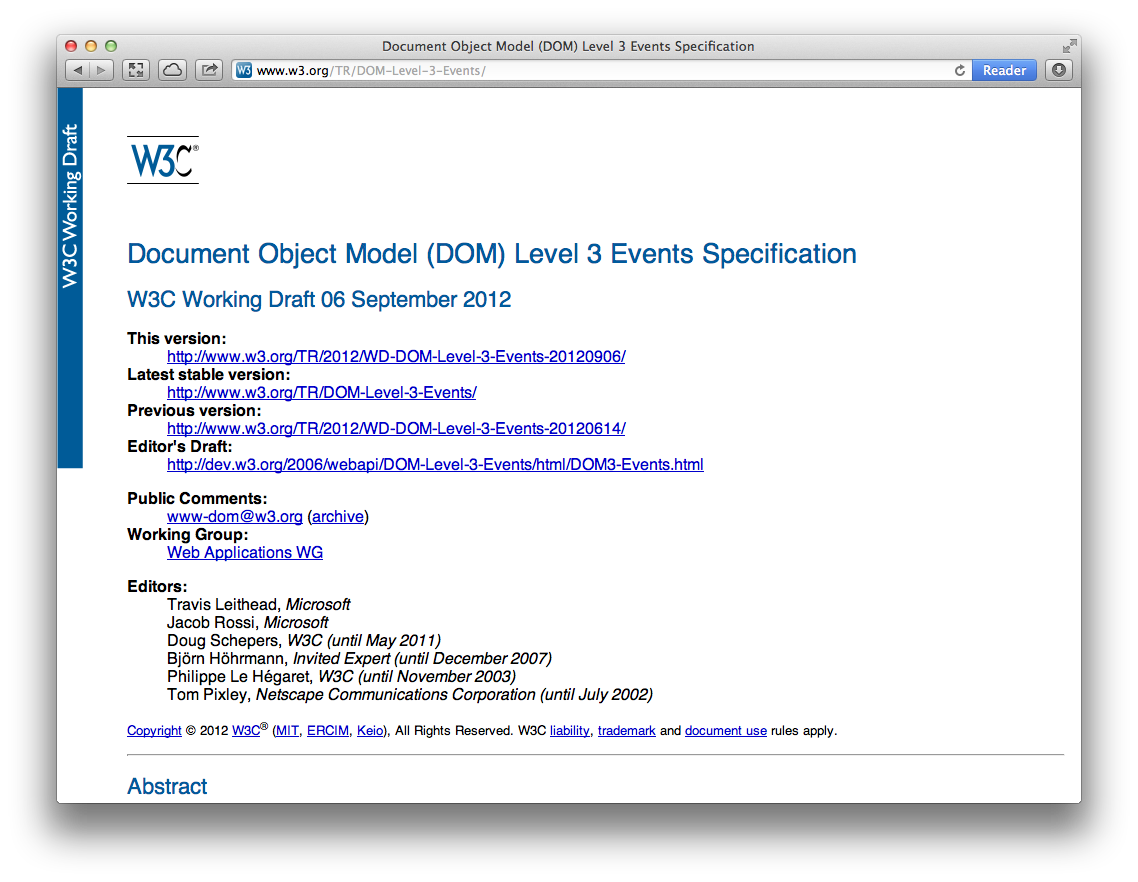 Document Object Model (DOM) Level 3 Events Specification
W3 www.w3.org/TR/DOM-Level-3-Events/ Reader
W3C Working Draft
W3C®
Document Object Model (DOM) Level 3 Events Specification
W3C Working Draft 06 September 2012
This version:
http://www.w3.org/TR/2012/WD-DOM-Level-3-Events-20120906/
Latest stable version:
http://www.w3.org/TR/DOM-Level-3-Events/
Previous version:
http://www.w3.org/TR/2012/WD-DOM-Level-3-Events-20120614/
Editor's Draft:
http://dev.w3.org/2006/webapi/DOM-Level-3-Events/html/DOM3-Events.html
Public Comments:
www-dom@w3.org (archive)
Working Group:
Web Applications WG
Editors:
Travis Leithead, Microsoft
Jacob Rossi, Microsoft
Doug Schepers, W3C (until May 2011)
Björn Höhrmann, Invited Expert (until December 2007)
Philippe Le Hégaret, W3C (until November 2003)
Tom Pixley, Netscape Communications Corporation (until July 2002)
Copyright © 2012 W3C® (MIT, ERCIM, Keio), All Rights Reserved. W3C liability, trademark and document use rules apply.
Abstract